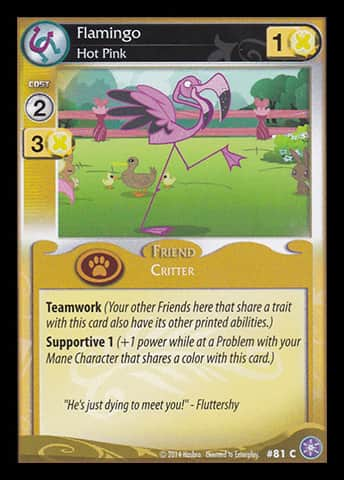 Flamingo
Hot Pink
1
COST
2
3
FRIEND
CRITTER
Teamwork (Your other Friends here that share a trait
with this card also have its other printed abilities.)
Supportive 1 (+1 power while at a Problem with your
Mane Character that shares a color with this card.)
"He's just dying to meet you!" - Fluttershy
© 2014 Hasbro. Licensed to Enterplay. #81 C